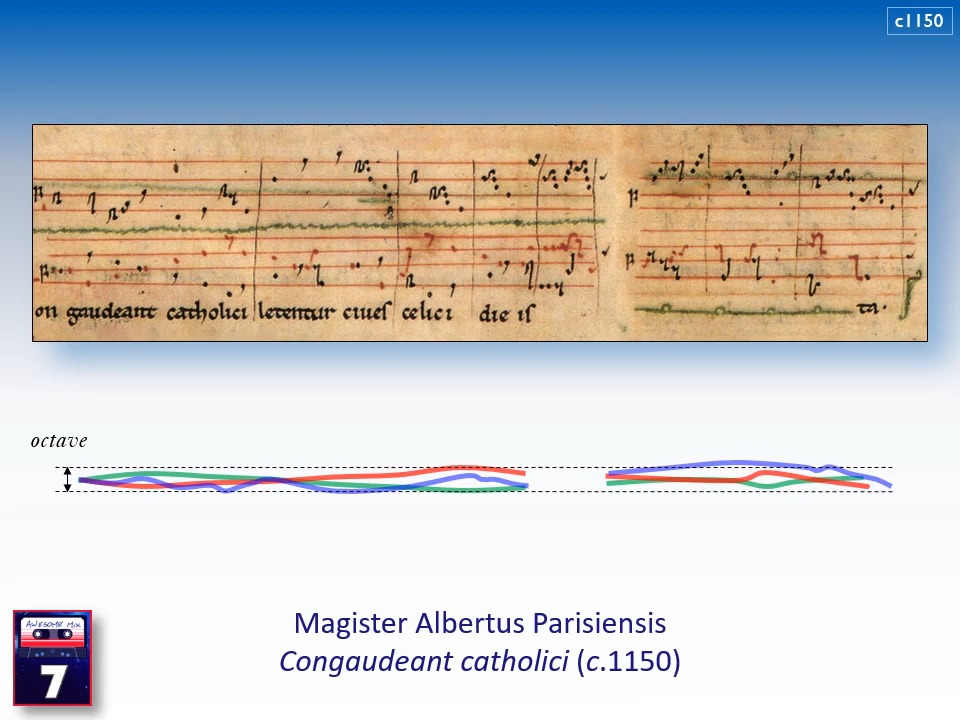 c1150
on gaudeant catholici letentur ciues celici die is
ta.
octave
AWESOME MIX
7
Magister Albertus Parisiensis
Congaudeant catholici (c.1150)